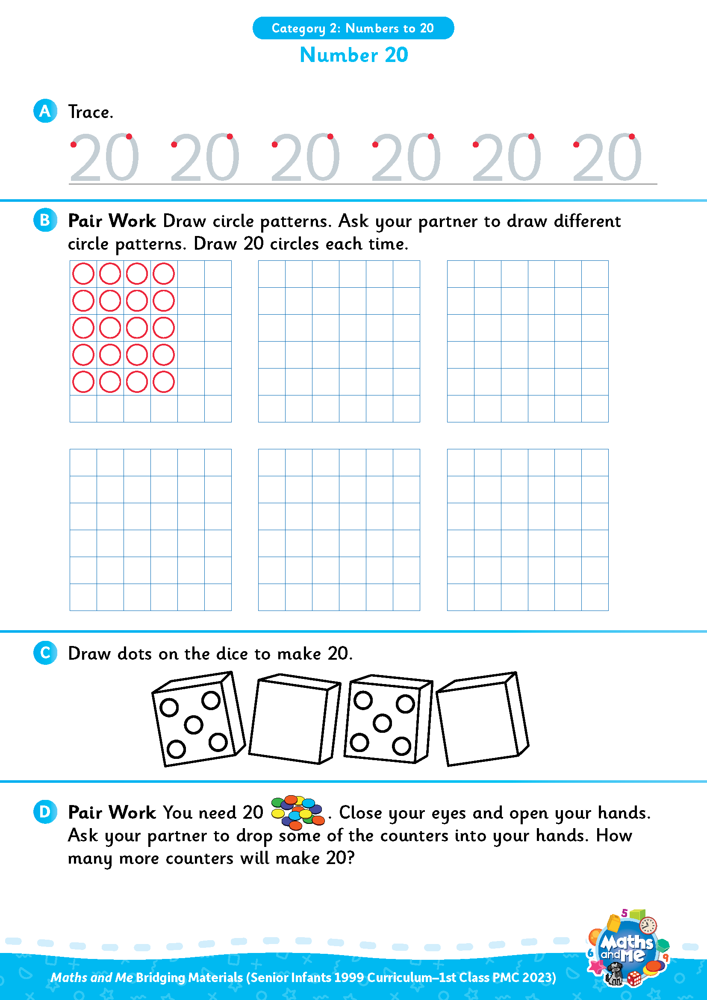 Category 2: Numbers to 20
Number 20
A Trace.
20 20 20 20 20 20
B Pair Work Draw circle patterns. Ask your partner to draw different
circle patterns. Draw 20 circles each time.
C Draw dots on the dice to make 20.
D Pair Work You need 20 . Close your eyes and open your hands.
Ask your partner to drop some of the counters into your hands. How
many more counters will make 20?
5
Maths
and Me
6
9
Maths and Me Bridging Materials (Senior Infants 1999 Curriculum–1st Class PMC 2023)